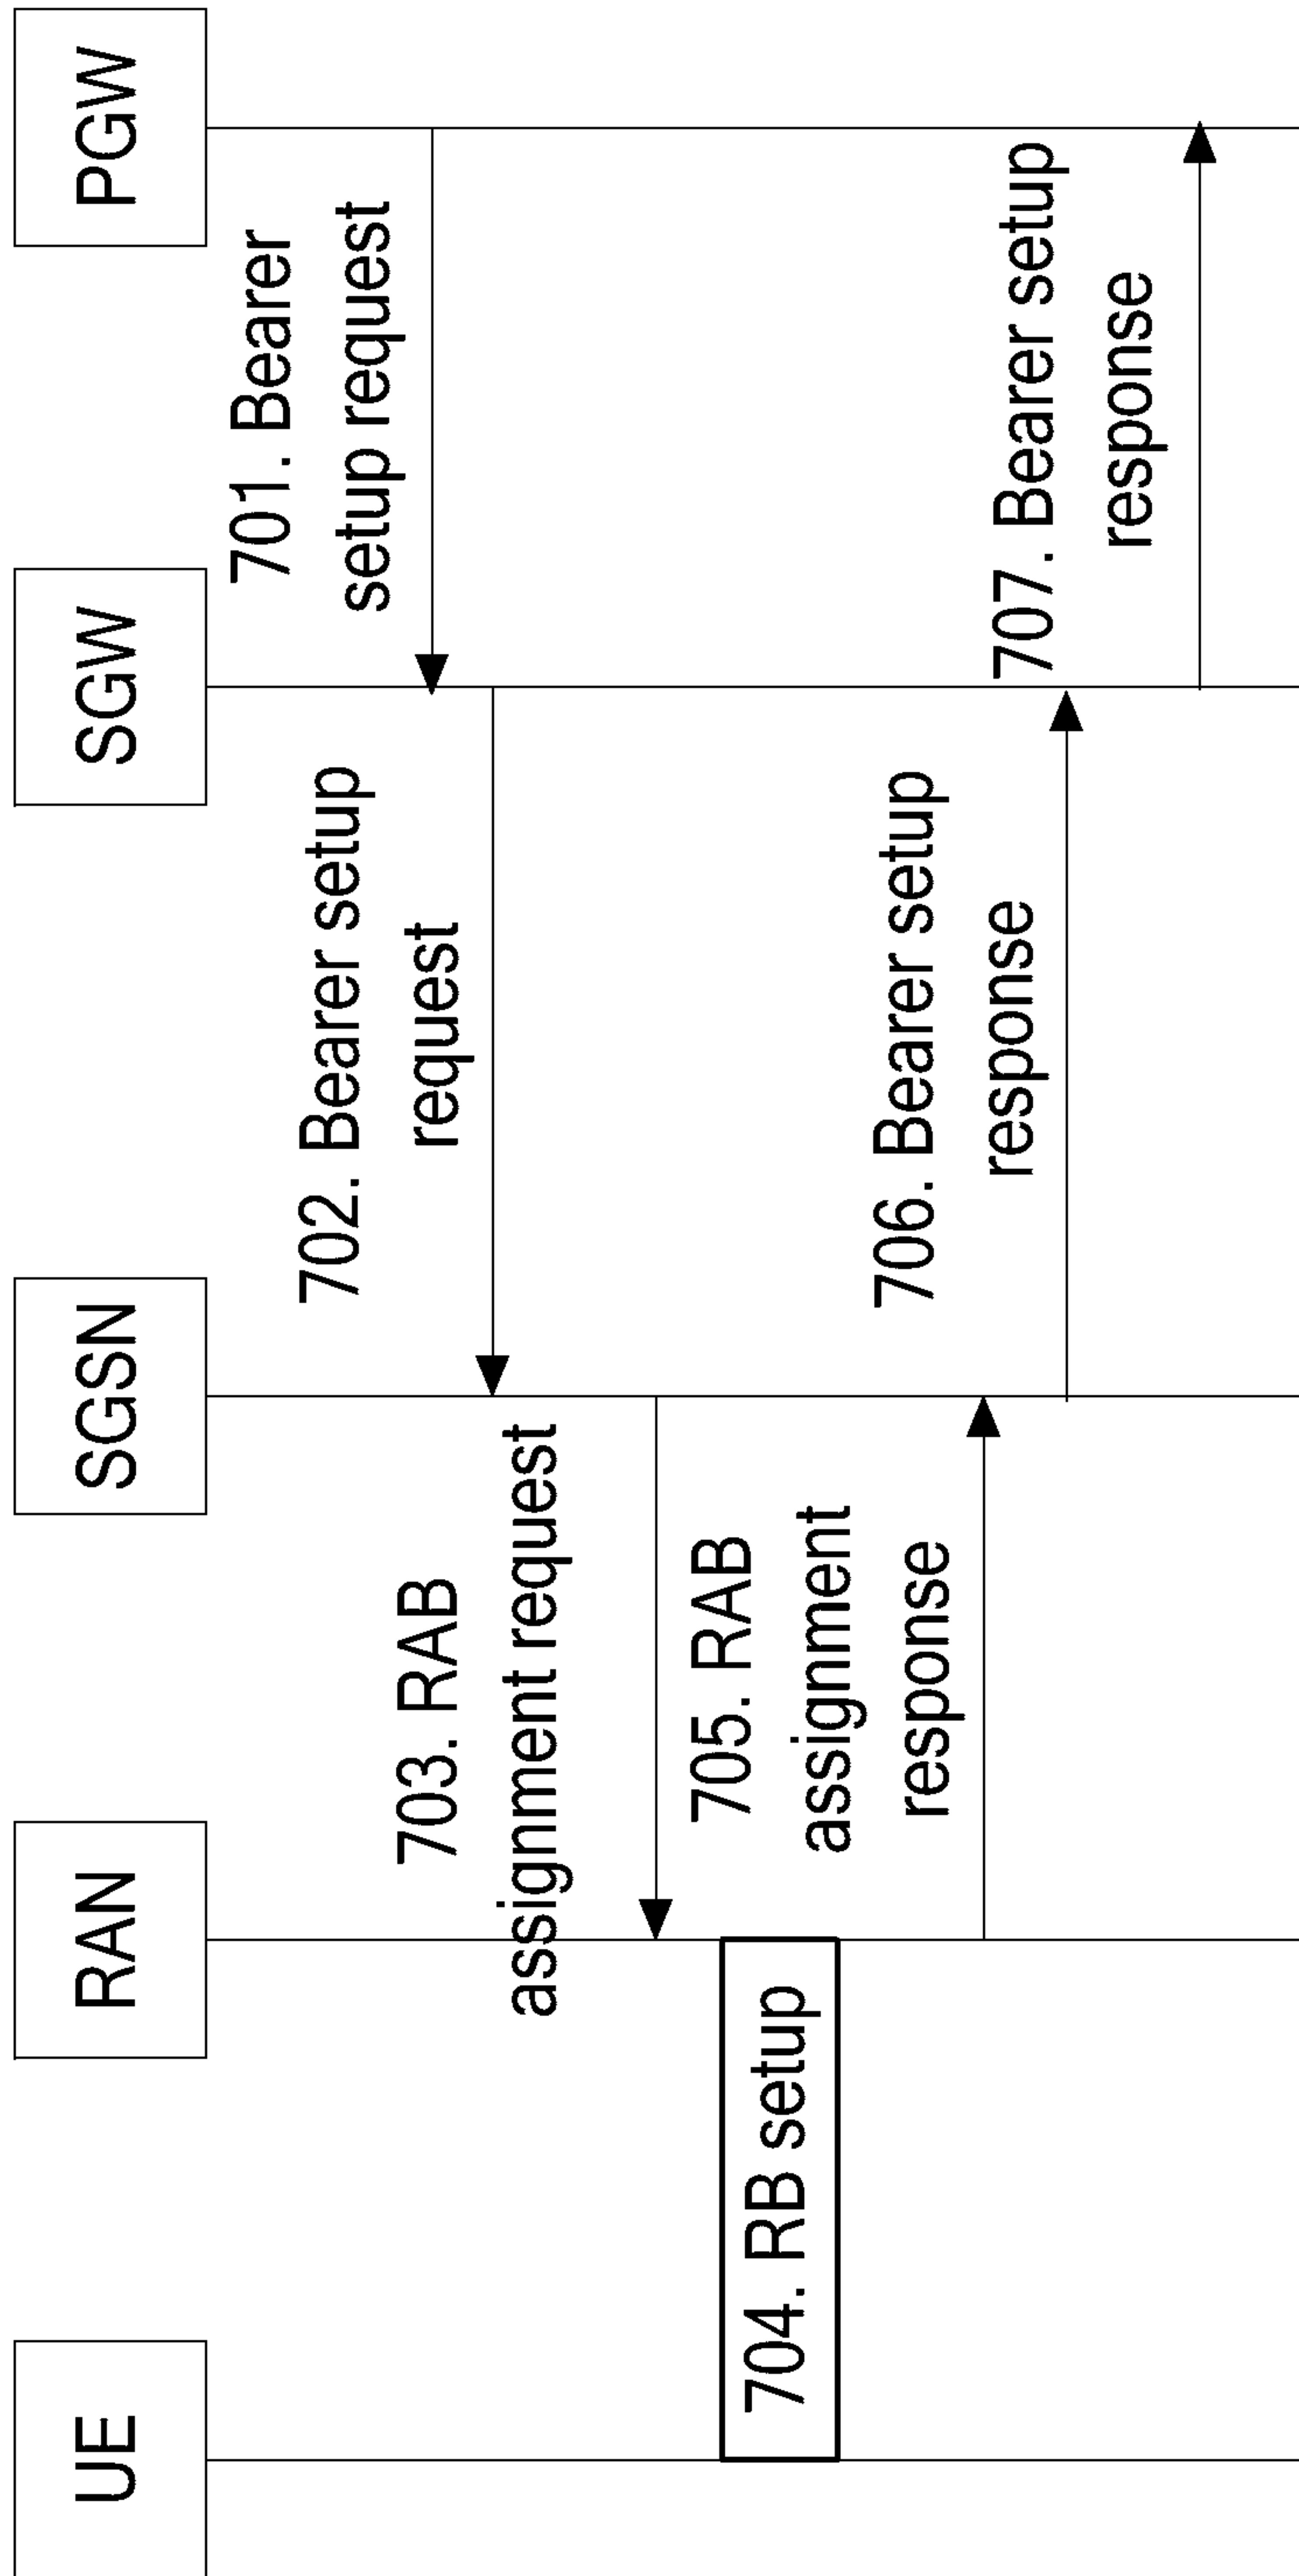 UE
RAN
SGSN
SGW
PGW
701. Bearer
setup request
702. Bearer setup
request
703. RAB
assignment request
704. RB setup
705. RAB
assignment
response
706. Bearer setup
response
707. Bearer setup
response